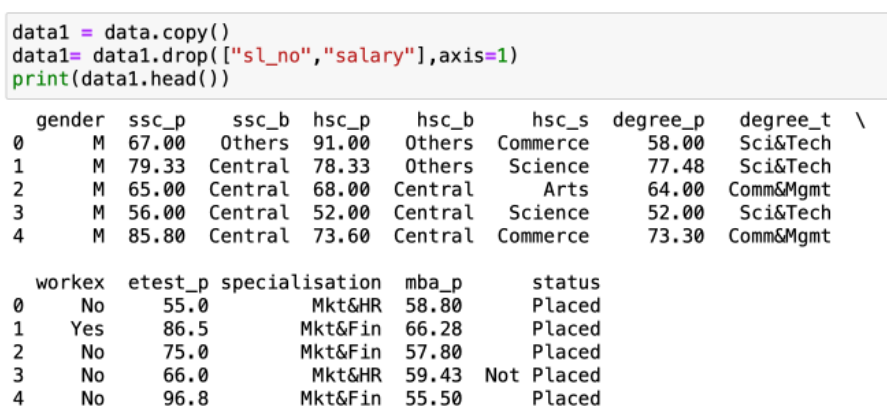 data1 = data.copy()
data1= data1.drop(["sl_no","salary"],axis=1)
print(data1.head())
  gender  ssc_p    ssc_b  hsc_p    hsc_b     hsc_s  degree_p   degree_t  \
0      M  67.00   Others  91.00   Others  Commerce     58.00   Sci&Tech
1      M  79.33  Central  78.33   Others   Science     77.48   Sci&Tech
2      M  65.00  Central  68.00  Central      Arts     64.00  Comm&Mgmt
3      M  56.00  Central  52.00  Central   Science     52.00   Sci&Tech
4      M  85.80  Central  73.60  Central  Commerce     73.30  Comm&Mgmt
  workex  etest_p specialisation  mba_p      status
0     No     55.0         Mkt&HR  58.80      Placed
1    Yes     86.5        Mkt&Fin  66.28      Placed
2     No     75.0        Mkt&Fin  57.80      Placed
3     No     66.0         Mkt&HR  59.43  Not Placed
4     No     96.8        Mkt&Fin  55.50      Placed